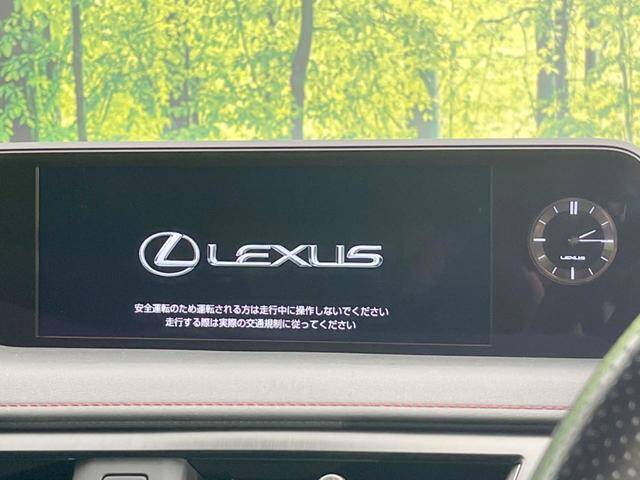 LEXUS
安全運転のため運転される方は走行中に操作しないでください
走行する際は実際の交通規制に従ってください
LEXUS